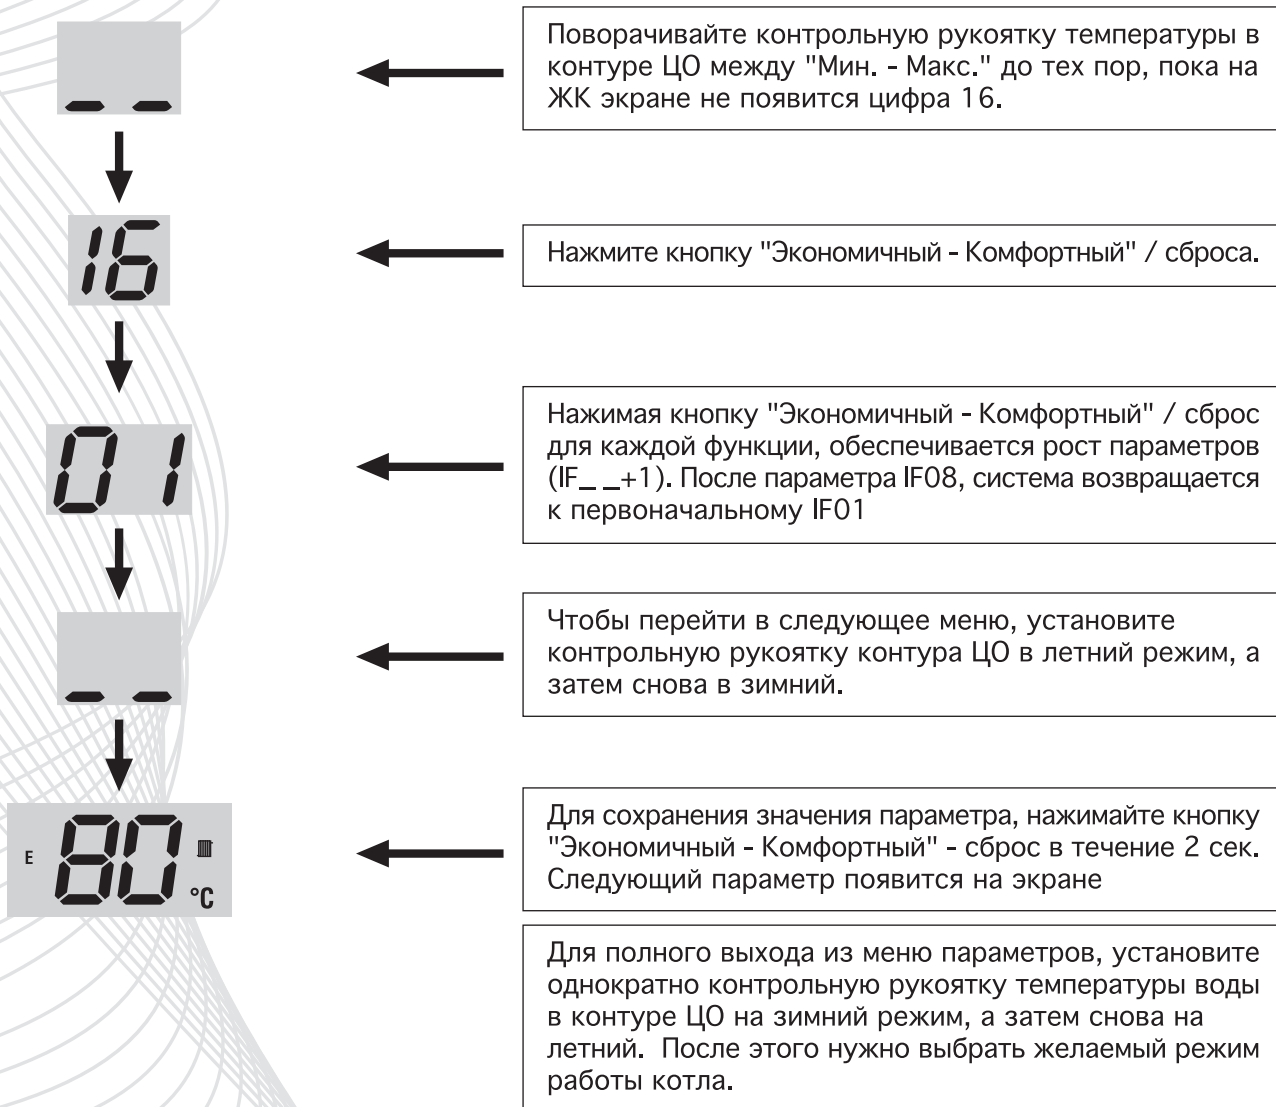 _ _
Поворачивайте контрольную рукоятку температуры в
контуре ЦО между "Мин. - Макс." до тех пор, пока на
ЖК экране не появится цифра 16.
16
Нажмите кнопку "Экономичный - Комфортный" / сброса.
01
Нажимая кнопку "Экономичный - Комфортный" / сброс
для каждой функции, обеспечивается рост параметров
(IF_ _+1). После параметра IF08, система возвращается
к первоначальному IF01
_ _
Чтобы перейти в следующее меню, установите
контрольную рукоятку контура ЦО в летний режим, а
затем снова в зимний.
E 80 °C
Для сохранения значения параметра, нажимайте кнопку
"Экономичный - Комфортный" - сброс в течение 2 сек.
Следующий параметр появится на экране
Для полного выхода из меню параметров, установите
однократно контрольную рукоятку температуры воды
в контуре ЦО на зимний режим, а затем снова на
летний.  После этого нужно выбрать желаемый режим
работы котла.